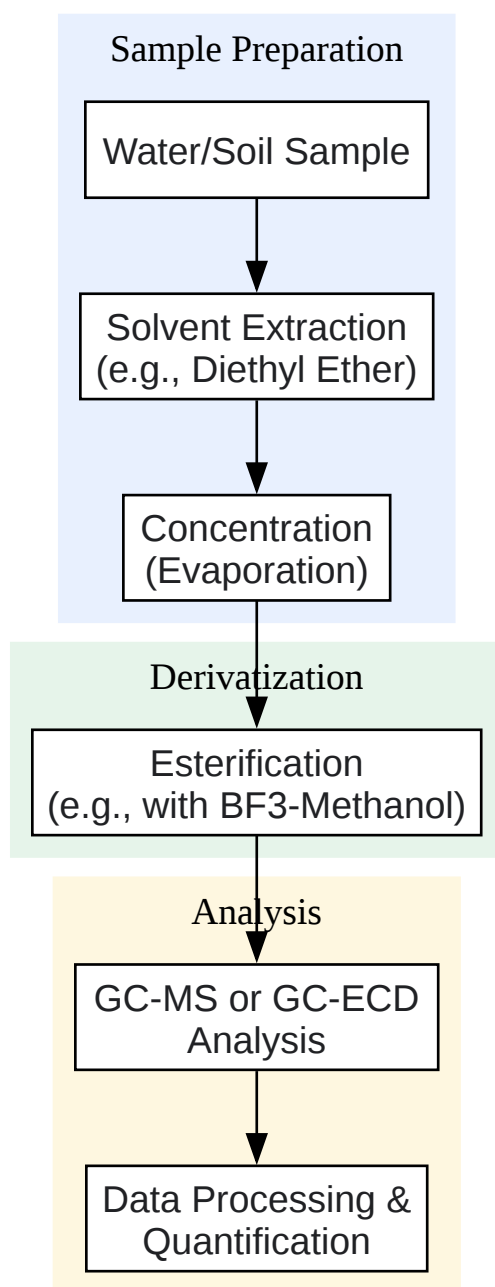 Sample Preparation
Water/Soil Sample
Solvent Extraction
(e.g., Diethyl Ether)
Concentration
(Evaporation)
Derivatization
Esterification
(e.g., with BF3-Methanol)
Analysis
GC-MS or GC-ECD
Analysis
Data Processing &
Quantification